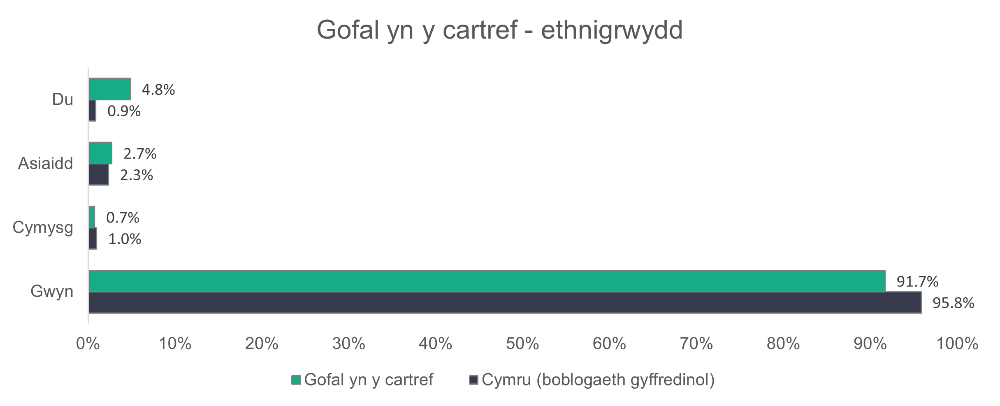 Gofal yn y cartref - ethnigrwydd
Du
4.8%
0.9%
Asiaidd
2.7%
2.3%
Cymysg
0.7%
1.0%
Gwyn
91.7%
95.8%
0% 10% 20% 30% 40% 50% 60% 70% 80% 90% 100%
Gofal yn y cartref Cymru (boblogaeth gyffredinol)